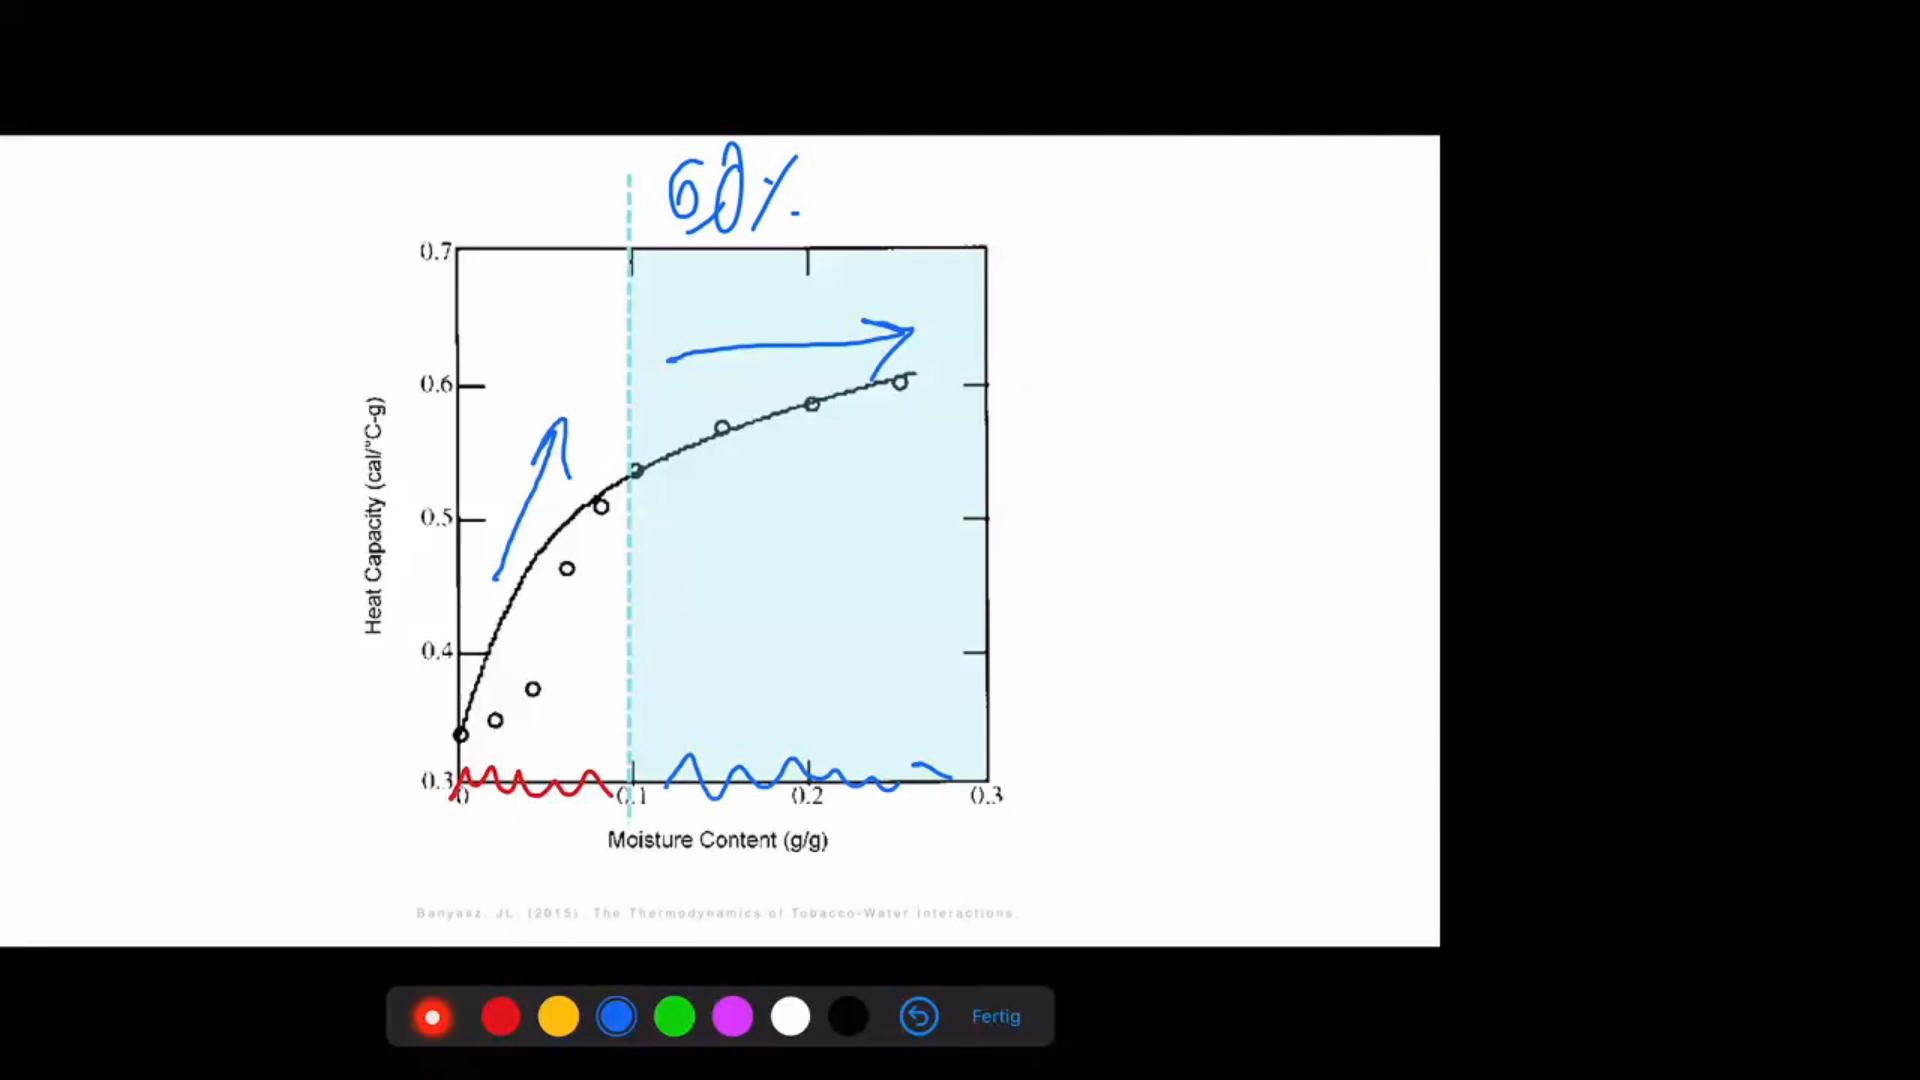 60%
0.7
0.6
0.5
0.4
0.3
Heat Capacity (cal/°C-g)
0 0.1 0.2 0.3
Moisture Content (g/g)
Banyasz, JL. (2015). The Thermodynamics of Tobacco-Water Interactions.
Fertig